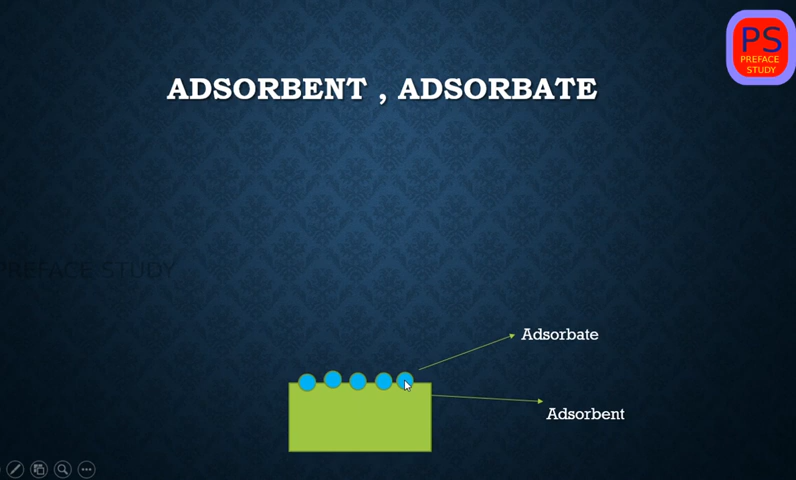 PS
PREFACE
STUDY
ADSORBENT , ADSORBATE
PREFACE STUDY
Adsorbate
Adsorbent